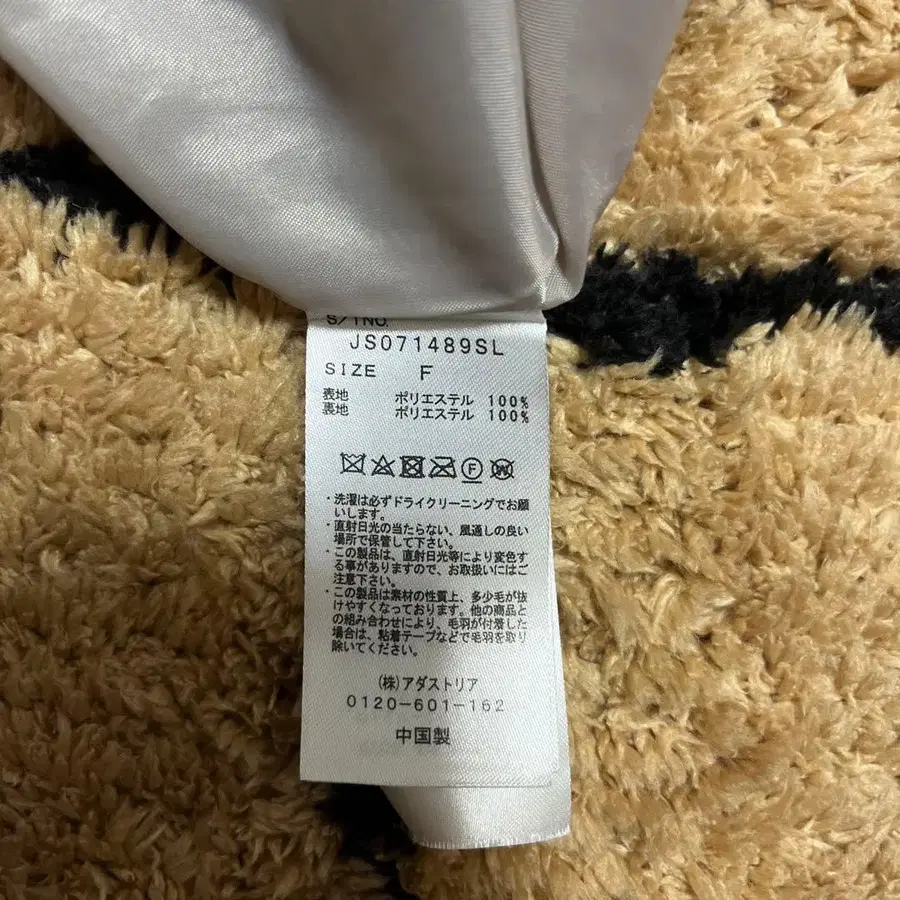 S/TNO.
JS071489SL
SIZE F
表地 ポリエステル 100%
裏地 ポリエステル 100%
・洗濯は必ずドライクリーニングでお願
いします。
・直射日光の当たらない、風通しの良い
場所で保管して下さい。
・この製品は、直射日光等により変色す
る事がありますので、お取扱いにはご
注意下さい。
・この製品は素材の性質上、多少毛が抜
けやすくなっております。他の商品と
の組み合わせにより、毛羽が付着した
場合は、粘着テープなどで毛羽を取り
除いてください。
(株)アダストリア
0120-601-162
中国製